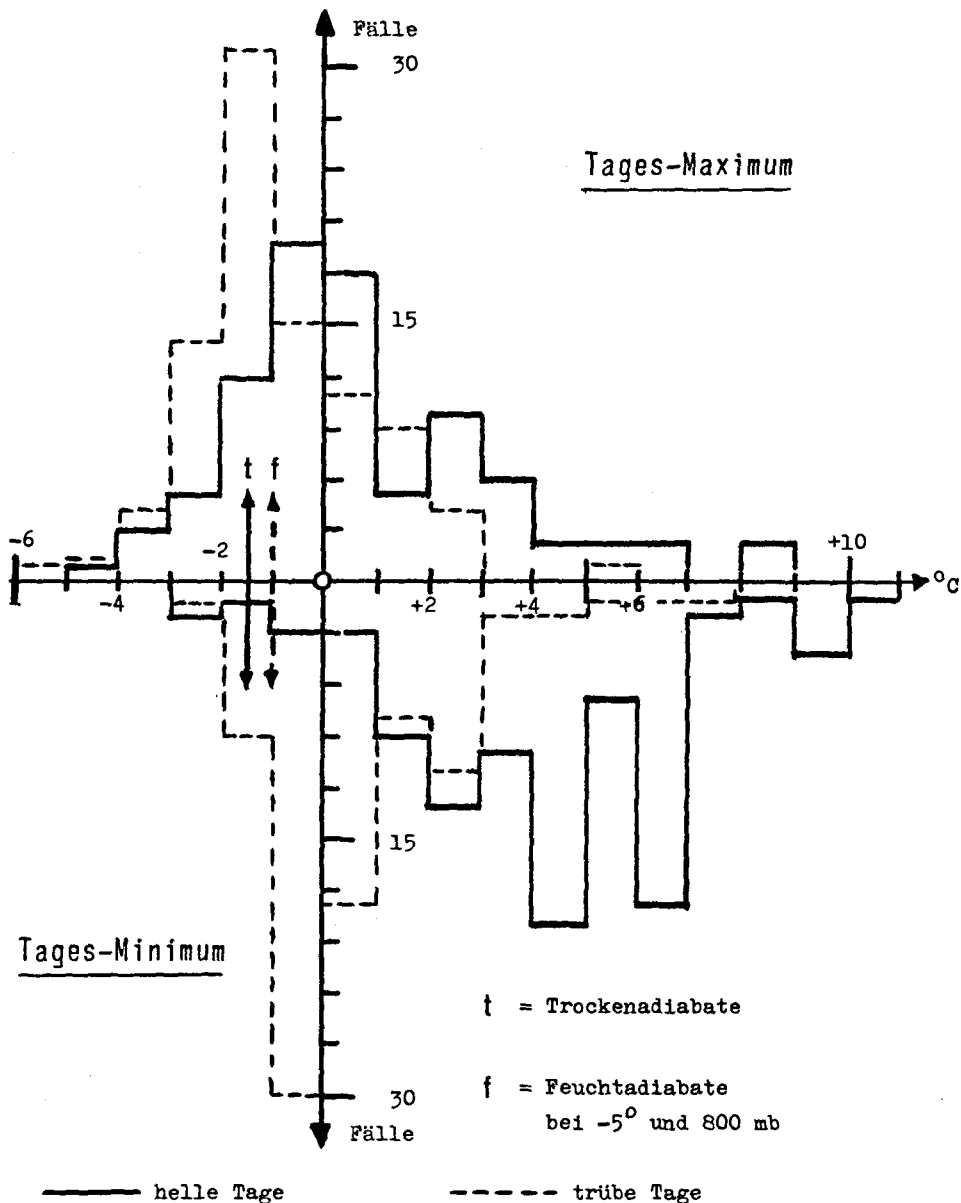 Fälle
30
Tages-Maximum
15
t f
-6
-2
+10
°C
-4
+2
+4
+6
15
Tages-Minimum
t = Trockenadiabate
f = Feuchtadiabate
bei -5° und 800 mb
30
Fälle
helle Tage
trübe Tage